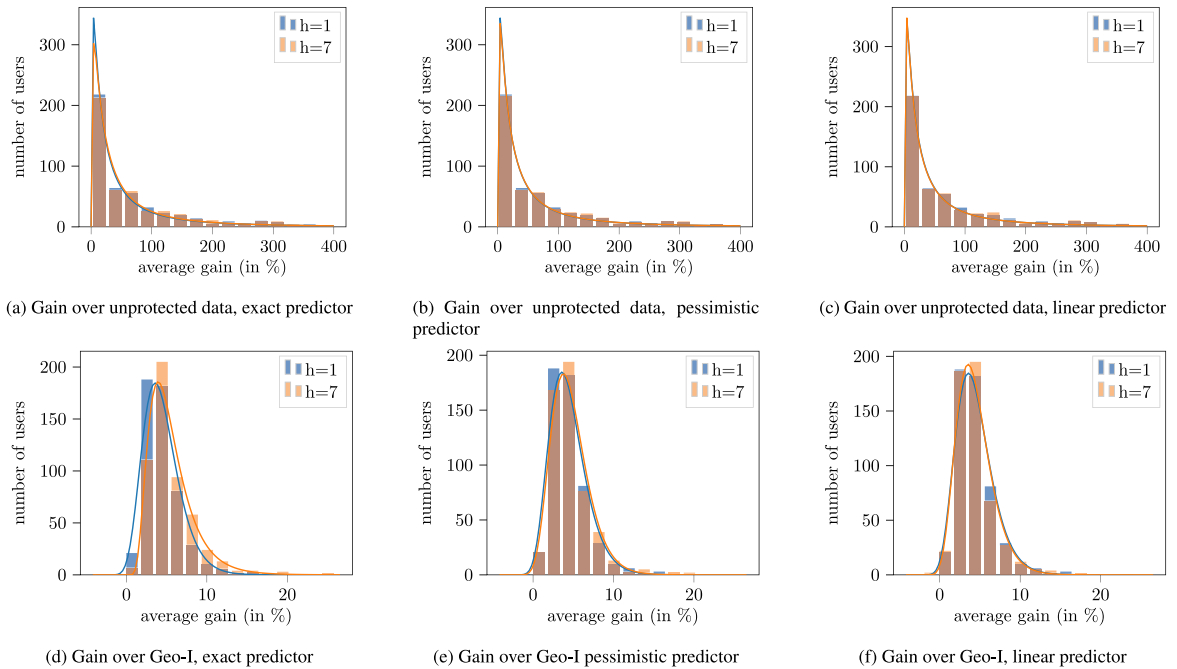 h=1
h=7
300
200
100
0
number of users
0 100 200 300 400
average gain (in %)
(a) Gain over unprotected data, exact predictor
h=1
h=7
300
200
100
0
number of users
0 100 200 300 400
average gain (in %)
(b) Gain over unprotected data, pessimistic
predictor
h=1
h=7
300
200
100
0
number of users
0 100 200 300 400
average gain (in %)
(c) Gain over unprotected data, linear predictor
h=1
h=7
200
150
100
50
0
number of users
0 10 20
average gain (in %)
(d) Gain over Geo-I, exact predictor
h=1
h=7
200
150
100
50
0
number of users
0 10 20
average gain (in %)
(e) Gain over Geo-I pessimistic predictor
h=1
h=7
200
150
100
50
0
number of users
0 10 20
average gain (in %)
(f) Gain over Geo-I, linear predictor